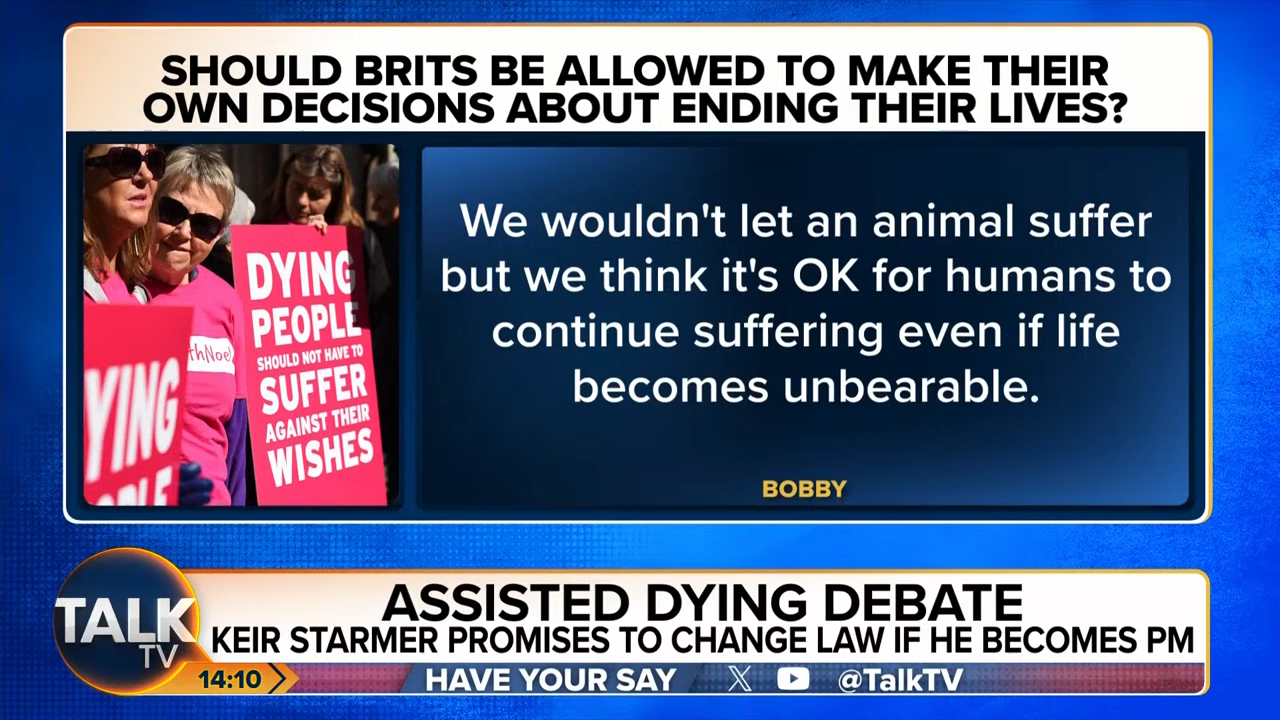 SHOULD BRITS BE ALLOWED TO MAKE THEIR
OWN DECISIONS ABOUT ENDING THEIR LIVES?
DYING
PEOPLE
SHOULD NOT HAVE TO
SUFFER
AGAINST THEIR
WISHES
thNoel
YING
We wouldn't let an animal suffer
but we think it's OK for humans to
continue suffering even if life
becomes unbearable.
BOBBY
TALK
TV
ASSISTED DYING DEBATE
KEIR STARMER PROMISES TO CHANGE LAW IF HE BECOMES PM
14:10
HAVE YOUR SAY X @TalkTV